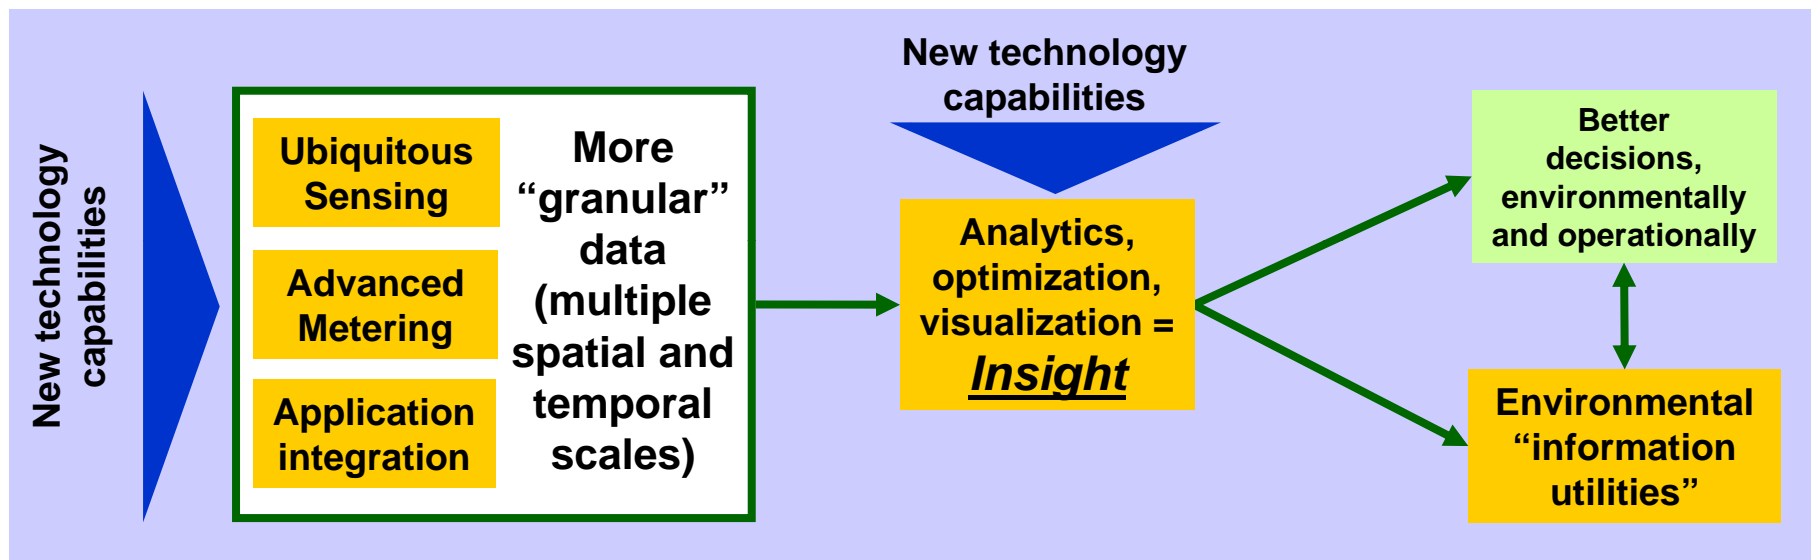 New technology
capabilities
Ubiquitous
Sensing
Advanced
Metering
Application
integration
More
“granular”
data
(multiple
spatial and
temporal
scales)
New technology
capabilities
Analytics,
optimization,
visualization =
Insight
Better
decisions,
environmentally
and operationally
Environmental
“information
utilities”